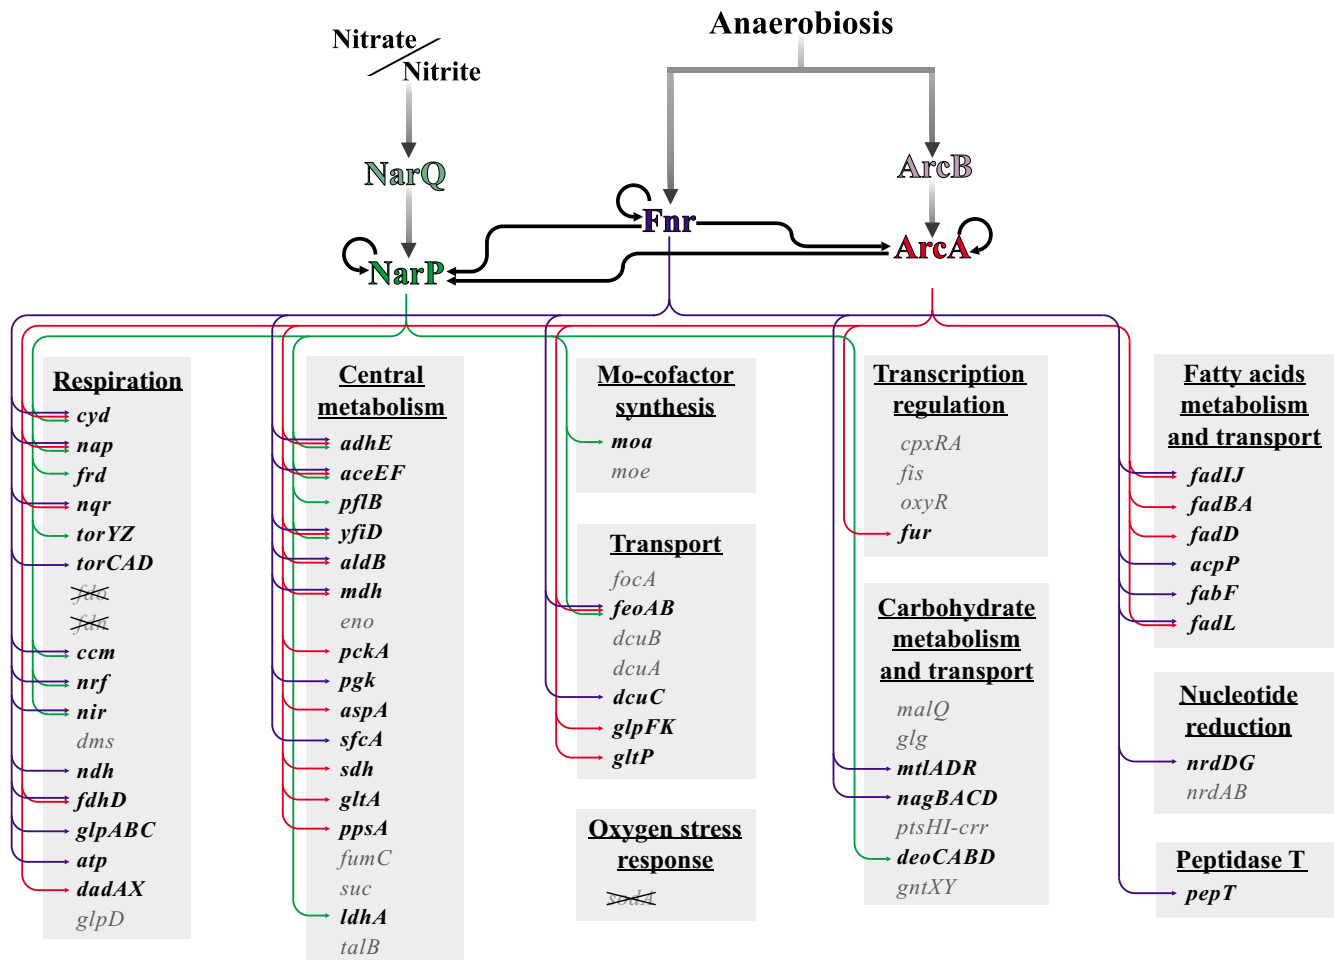 Anaerobiosis
Nitrate
Nitrite
NarQ
ArcB
Fnr
ArcA
NarP
Respiration
cyd
nap
frd
nqr
torYZ
torCAD
fdo
fdn
ccm
nrf
nir
dms
ndh
fdhD
glpABC
atp
dadAX
glpD
Central
metabolism
adhE
aceEF
pflB
yfiD
aldB
mdh
eno
pckA
pgk
aspA
sfcA
sdh
gltA
ppsA
fumC
suc
ldhA
talB
Mo-cofactor
synthesis
moa
moe
Transport
focA
feoAB
dcuB
dcuA
dcuC
glpFK
gltP
Oxygen stress
response
sodA
Transcription
regulation
cpxRA
fis
oxyR
fur
Carbohydrate
metabolism
and transport
malQ
glg
mtlADR
nagBACD
ptsHI-crr
deoCABD
gntXY
Fatty acids
metabolism
and transport
fadIJ
fadBA
fadD
acpP
fabF
fadL
Nucleotide
reduction
nrdDG
nrdAB
Peptidase T
pepT